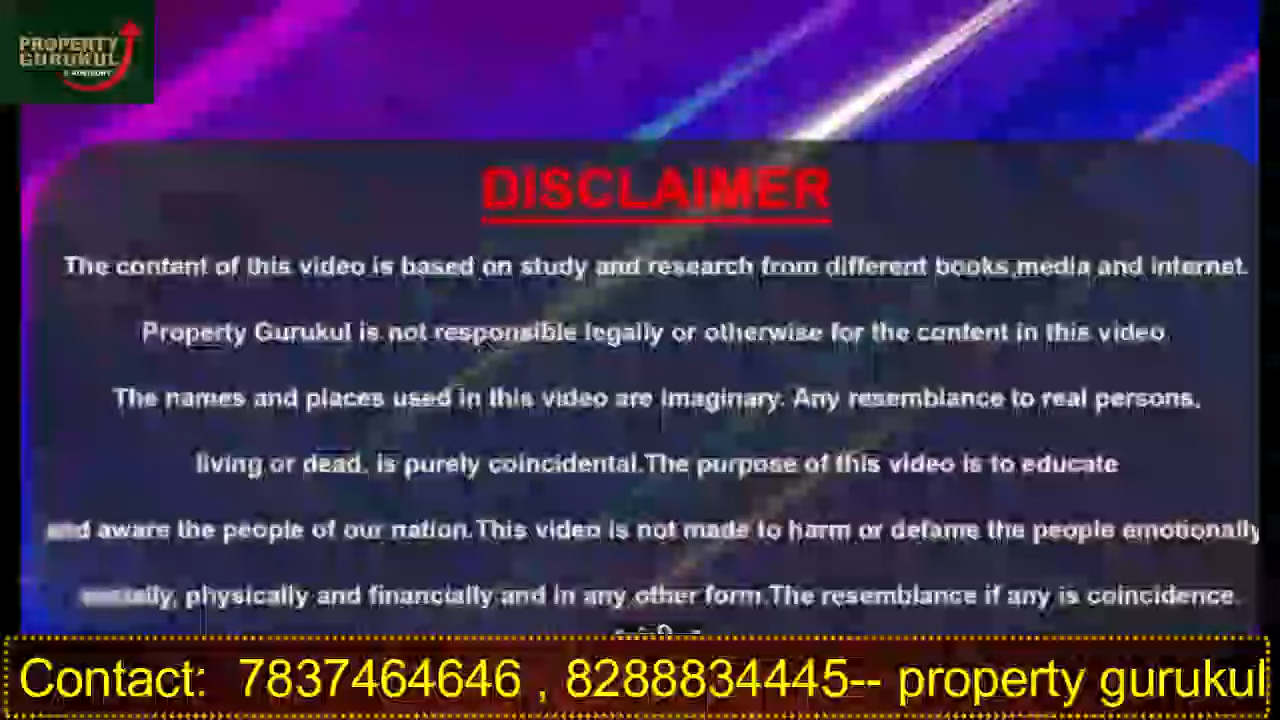 PROPERTY
GURUKUL
DISCLAIMER
The content of this video is based on study and research from different books,media and internet.
Property Gurukul is not responsible legally or otherwise for the content in this video
The names and places used in this video are imaginary. Any resemblance to real persons,
living or dead, is purely coincidental.The purpose of this video is to educate
and aware the people of our nation.This video is not made to harm or defame the people emotionally
socially, physically and financially and in any other form.The resemblance if any is coincidence.
Contact: 7837464646 , 8288834445-- property gurukul